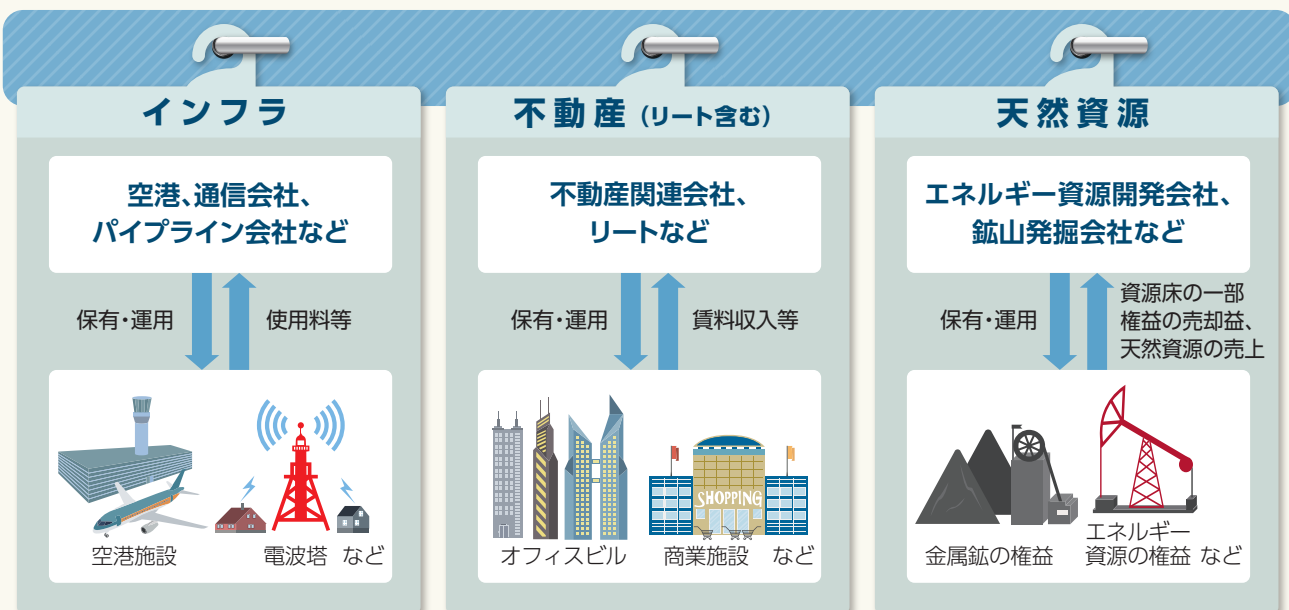 インフラ
空港、通信会社、
パイプライン会社など
保有・運用
使用料等
空港施設
電波塔 など
不動産（リート含む）
不動産関連会社、
リートなど
保有・運用
賃料収入等
SHOPPING
オフィスビル
商業施設 など
天然資源
エネルギー資源開発会社、
鉱山発掘会社など
保有・運用
資源床の一部
権益の売却益、
天然資源の売上
金属鉱の権益
エネルギー
資源の権益 など